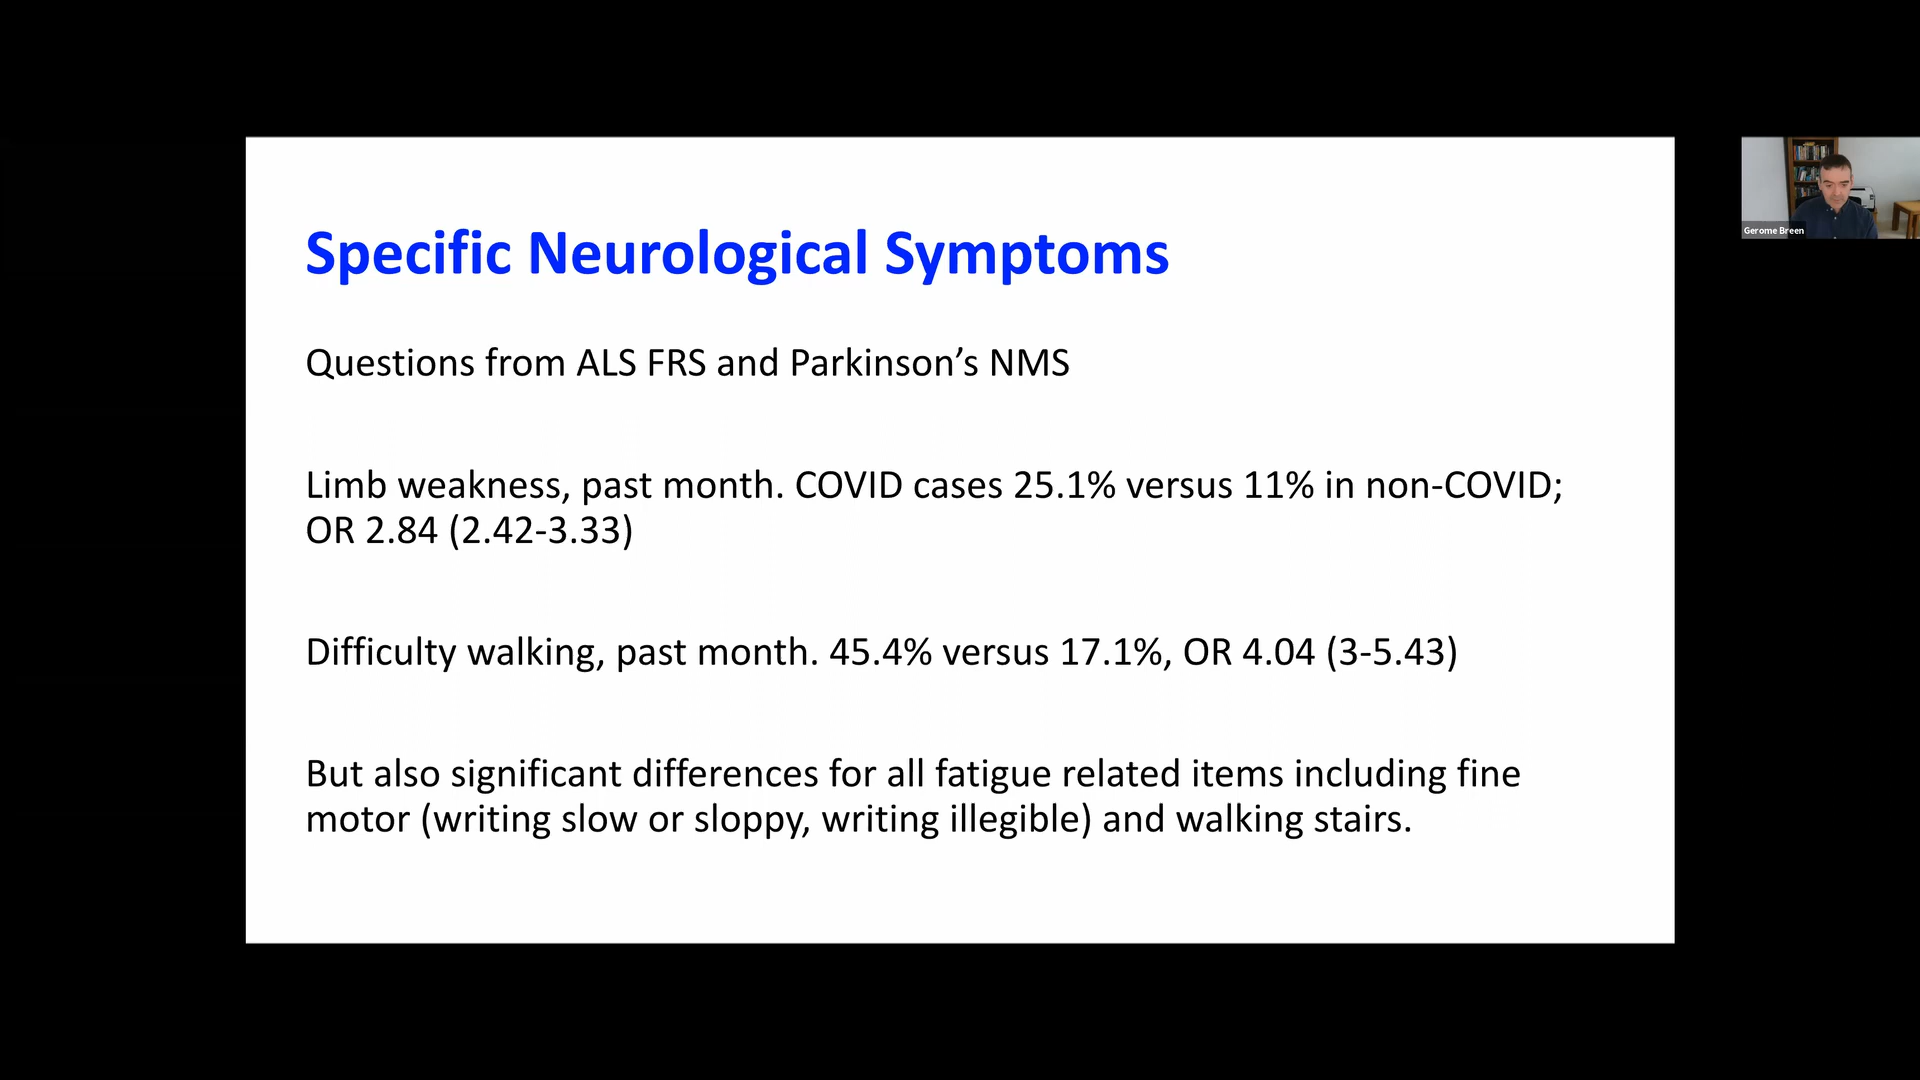 Specific Neurological Symptoms
Questions from ALS FRS and Parkinson’s NMS
Limb weakness, past month. COVID cases 25.1% versus 11% in non-COVID;
OR 2.84 (2.42-3.33)
Difficulty walking, past month. 45.4% versus 17.1%, OR 4.04 (3-5.43)
But also significant differences for all fatigue related items including fine
motor (writing slow or sloppy, writing illegible) and walking stairs.
Gerome Breen